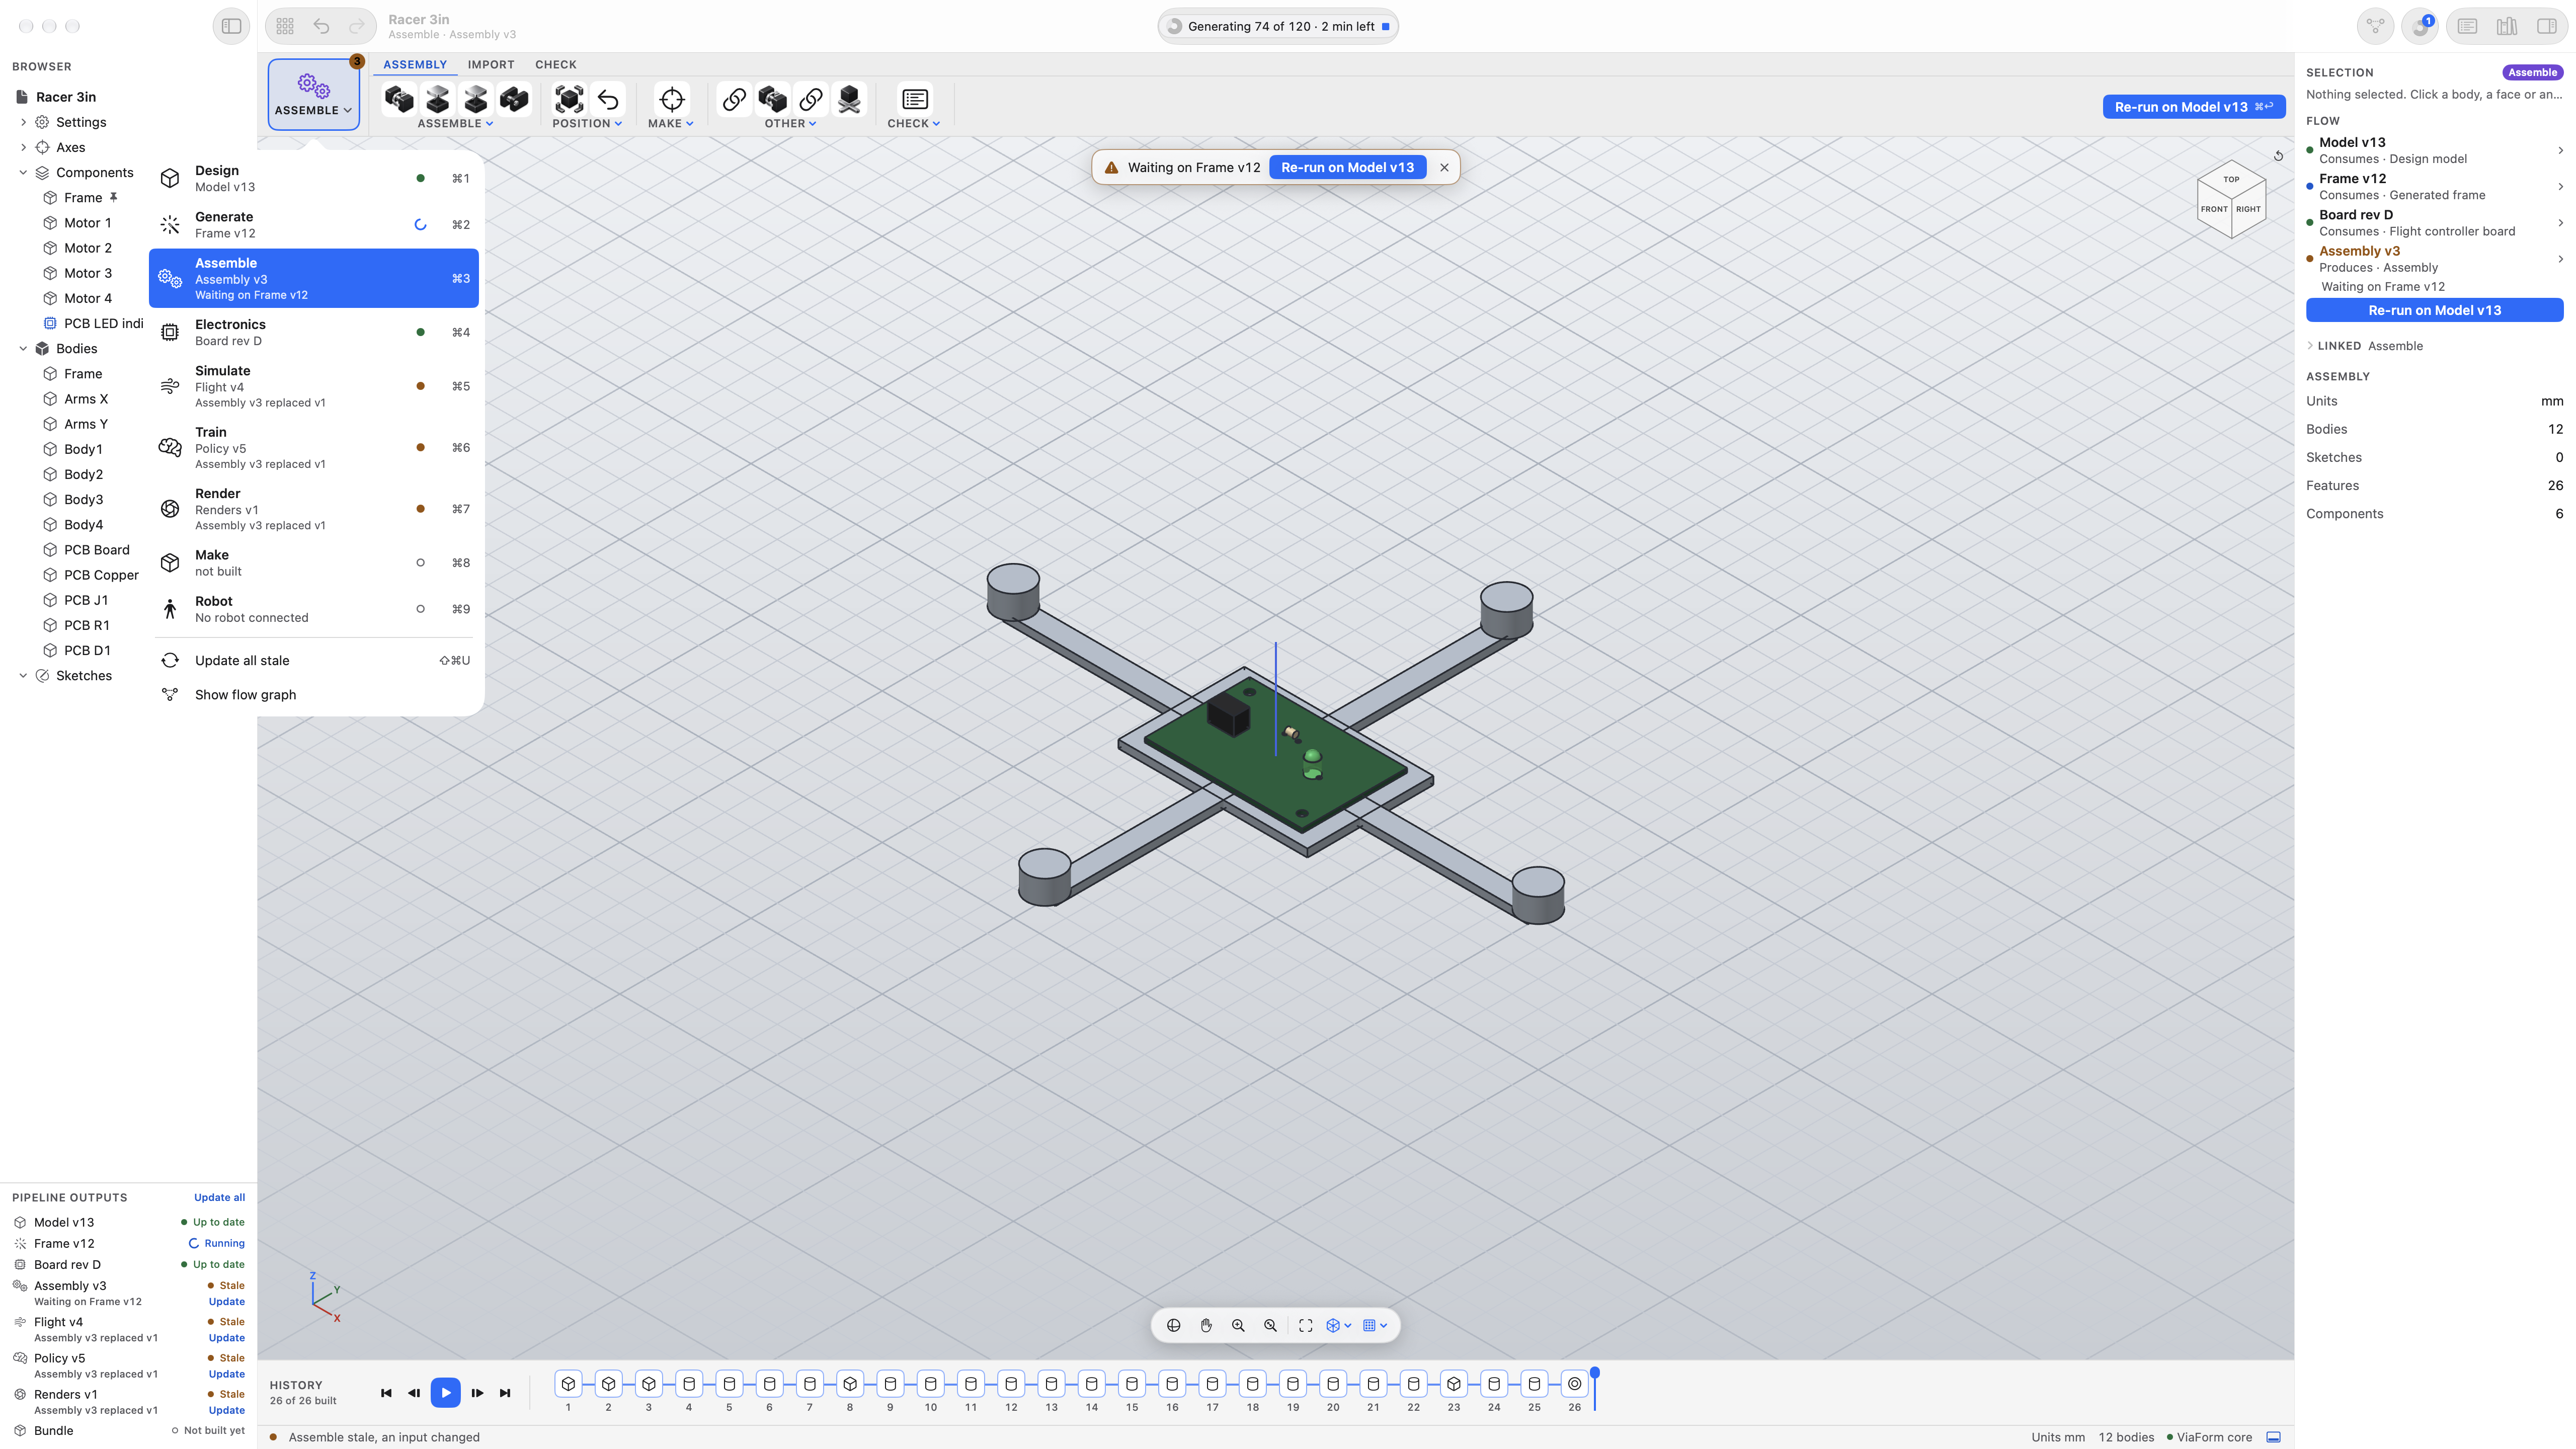 Racer 3in
Assemble · Assembly v3
Generating 74 of 120 · 2 min left
1
BROWSER
Racer 3in
Settings
Axes
Components
Frame
Motor 1
Motor 2
Motor 3
Motor 4
PCB LED indi
Bodies
Frame
Arms X
Arms Y
Body1
Body2
Body3
Body4
PCB Board
PCB Copper
PCB J1
PCB R1
PCB D1
Sketches
3
ASSEMBLE
ASSEMBLY IMPORT CHECK
ASSEMBLE POSITION MAKE OTHER CHECK
Re-run on Model v13 ⌘↩
Design
Model v13
⌘1
Generate
Frame v12
⌘2
Assemble
Assembly v3
Waiting on Frame v12
⌘3
Electronics
Board rev D
⌘4
Simulate
Flight v4
Assembly v3 replaced v1
⌘5
Train
Policy v5
Assembly v3 replaced v1
⌘6
Render
Renders v1
Assembly v3 replaced v1
⌘7
Make
not built
⌘8
Robot
No robot connected
⌘9
Update all stale ⇧⌘U
Show flow graph
Waiting on Frame v12 Re-run on Model v13
TOP
FRONT RIGHT
Z
Y
X
SELECTION Assemble
Nothing selected. Click a body, a face or an...
FLOW
Model v13
Consumes · Design model
Frame v12
Consumes · Generated frame
Board rev D
Consumes · Flight controller board
Assembly v3
Produces · Assembly
Waiting on Frame v12
Re-run on Model v13
LINKED Assemble
ASSEMBLY
Units mm
Bodies 12
Sketches 0
Features 26
Components 6
PIPELINE OUTPUTS Update all
Model v13 Up to date
Frame v12 Running
Board rev D Up to date
Assembly v3 Stale
Waiting on Frame v12 Update
Flight v4 Stale
Assembly v3 replaced v1 Update
Policy v5 Stale
Assembly v3 replaced v1 Update
Renders v1 Stale
Assembly v3 replaced v1 Update
Bundle Not built yet
HISTORY
26 of 26 built
1 2 3 4 5 6 7 8 9 10 11 12 13 14 15 16 17 18 19 20 21 22 23 24 25 26
Assemble stale, an input changed
Units mm 12 bodies ViaForm core